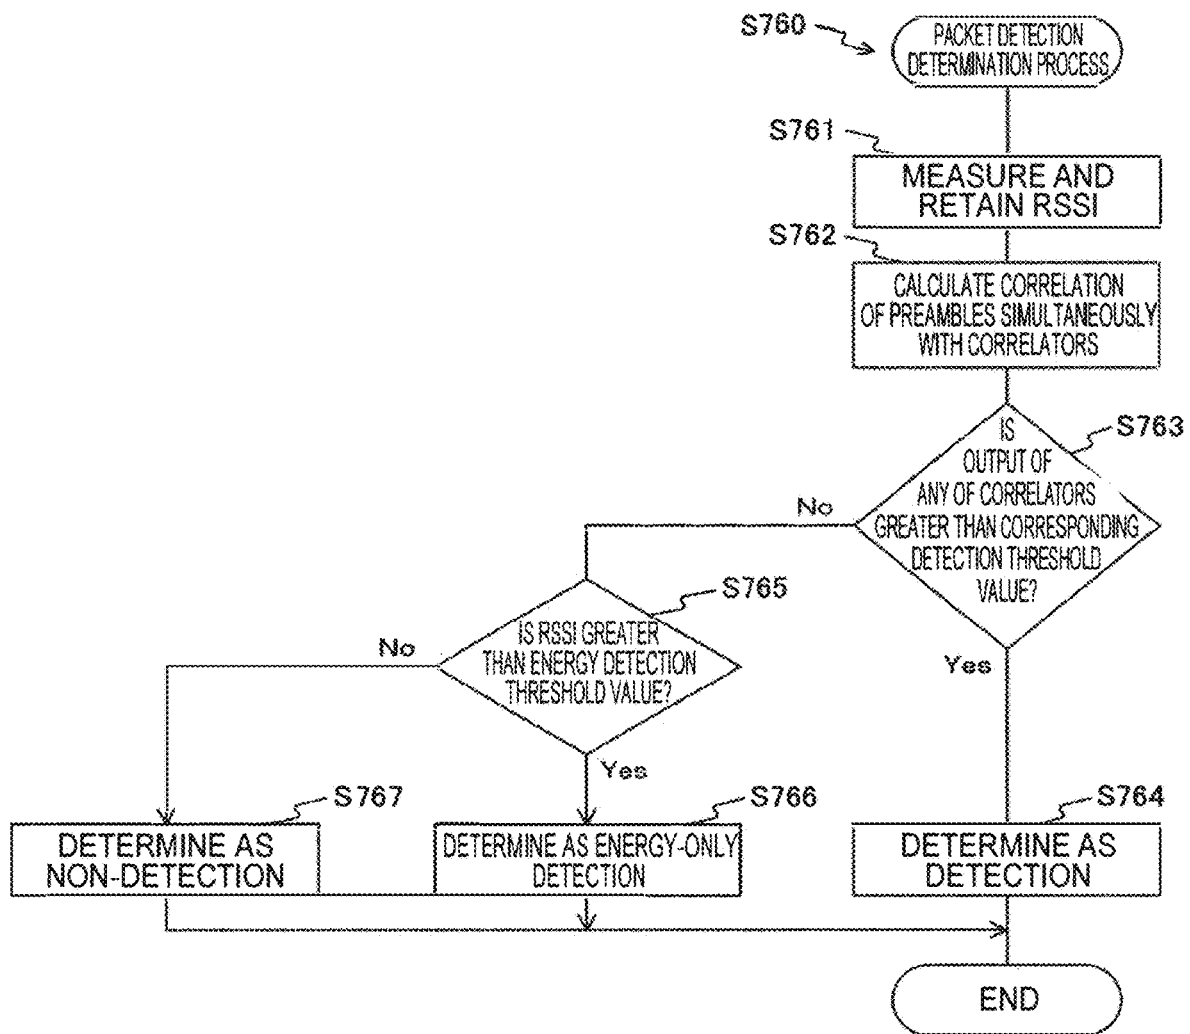 S760
PACKET DETECTION
DETERMINATION PROCESS
S761
MEASURE AND
RETAIN RSSI
S762
CALCULATE CORRELATION
OF PREAMBLES SIMULTANEOUSLY
WITH CORRELATORS
S763
IS
OUTPUT OF
ANY OF CORRELATORS
GREATER THAN CORRESPONDING
DETECTION THRESHOLD
VALUE?
No
Yes
S765
IS RSSI GREATER
THAN ENERGY DETECTION
THRESHOLD VALUE?
No
Yes
S767
DETERMINE AS
NON-DETECTION
S766
DETERMINE AS ENERGY-ONLY
DETECTION
S764
DETERMINE AS
DETECTION
END